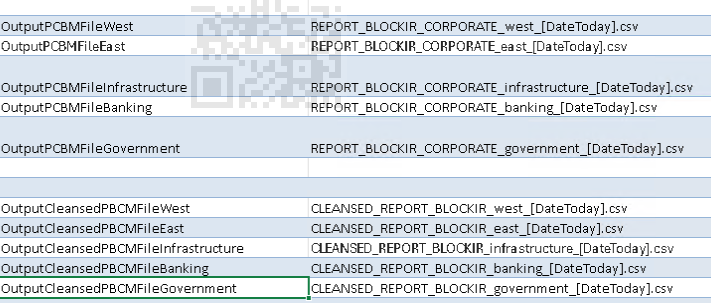 OutputPCBMFileWest REPORT_BLOCKIR_CORPORATE_west_[DateToday].csv
OutputPCBMFileEast REPORT_BLOCKIR_CORPORATE_east_[DateToday].csv
OutputPCBMFileInfrastructure REPORT_BLOCKIR_CORPORATE_infrastructure_[DateToday].csv
OutputPCBMFileBanking REPORT_BLOCKIR_CORPORATE_banking_[DateToday].csv
OutputPCBMFileGovernment REPORT_BLOCKIR_CORPORATE_government_[DateToday].csv
OutputCleansedPBCMFileWest CLEANSED_REPORT_BLOCKIR_west_[DateToday].csv
OutputCleansedPBCMFileEast CLEANSED_REPORT_BLOCKIR_east_[DateToday].csv
OutputCleansedPBCMFileInfrastructure CLEANSED_REPORT_BLOCKIR_infrastructure_[DateToday].csv
OutputCleansedPBCMFileBanking CLEANSED_REPORT_BLOCKIR_banking_[DateToday].csv
OutputCleansedPBCMFileGovernment CLEANSED_REPORT_BLOCKIR_government_[DateToday].csv